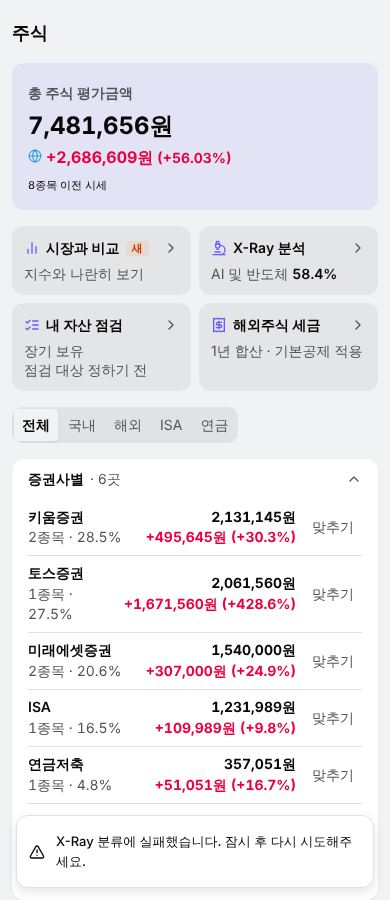 주식
총 주식 평가금액
7,481,656원
+2,686,609원 (+56.03%)
8종목 이전 시세
시장과 비교 새
지수와 나란히 보기
X-Ray 분석
AI 및 반도체 58.4%
내 자산 점검
장기 보유
점검 대상 정하기 전
해외주식 세금
1년 합산 · 기본공제 적용
전체 국내 해외 ISA 연금
증권사별 · 6곳
키움증권 2,131,145원
2종목 · 28.5% +495,645원 (+30.3%) 맞추기
토스증권 2,061,560원
1종목 · +1,671,560원 (+428.6%) 맞추기
27.5%
미래에셋증권 1,540,000원
2종목 · 20.6% +307,000원 (+24.9%) 맞추기
ISA 1,231,989원
1종목 · 16.5% +109,989원 (+9.8%) 맞추기
연금저축 357,051원
1종목 · 4.8% +51,051원 (+16.7%) 맞추기
X-Ray 분류에 실패했습니다. 잠시 후 다시 시도해주
세요.